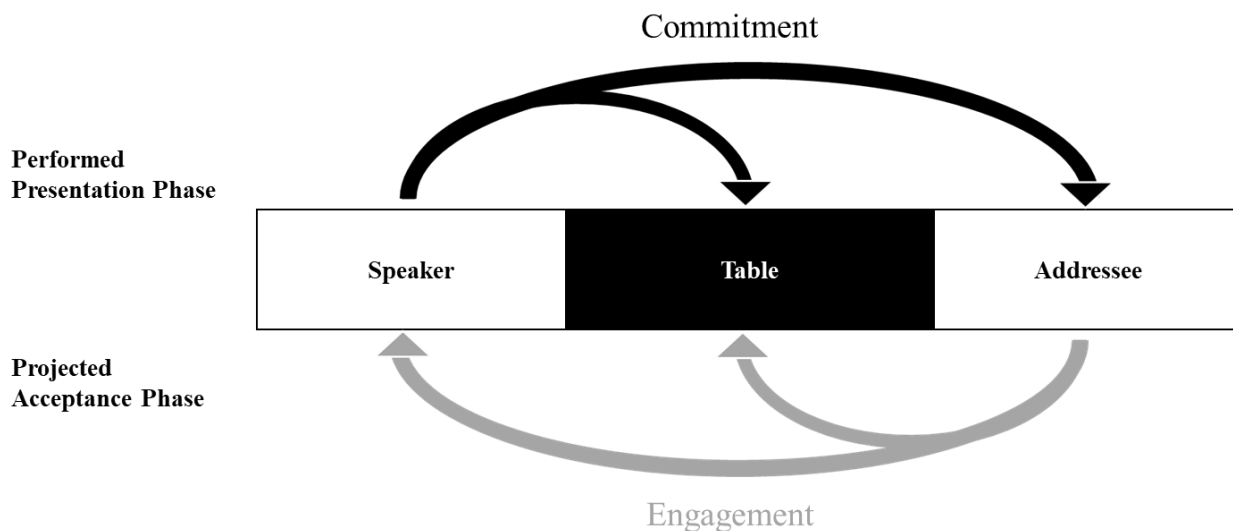 Commitment
Performed
Presentation Phase
Speaker
Table
Addressee
Projected
Acceptance Phase
Engagement